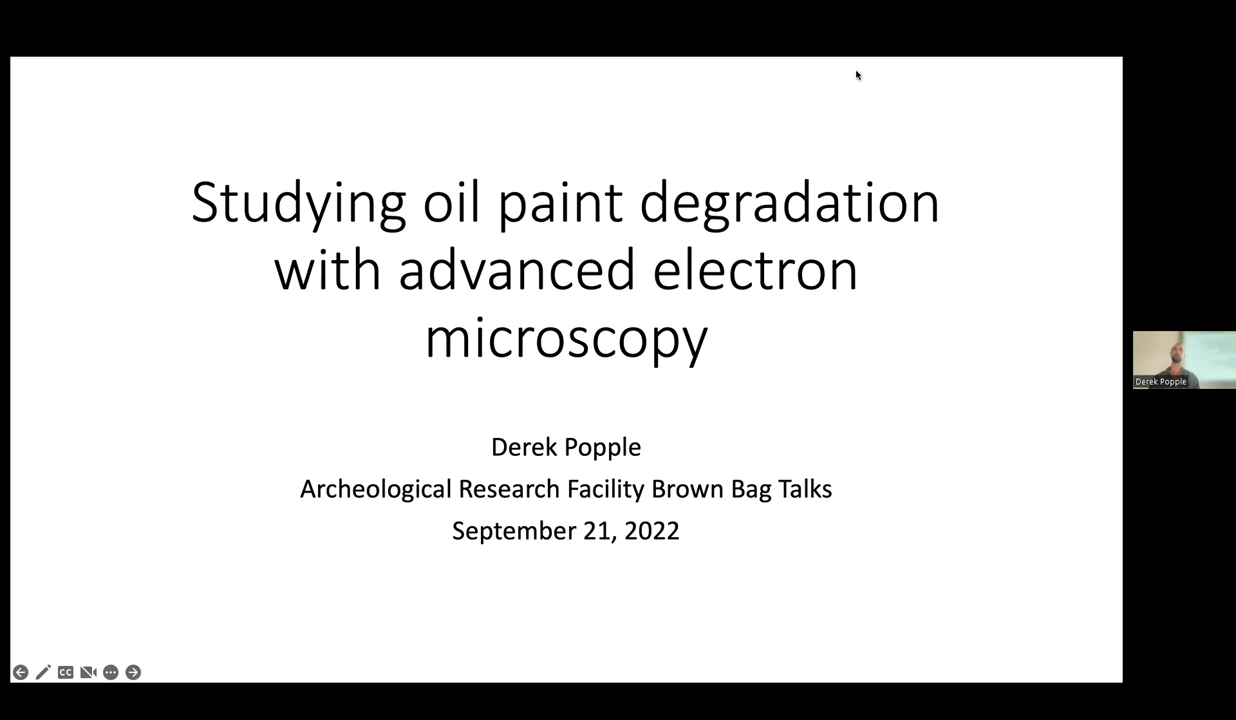 Studying oil paint degradation
with advanced electron
microscopy
Derek Popple
Archeological Research Facility Brown Bag Talks
September 21, 2022
Derek Popple
CC